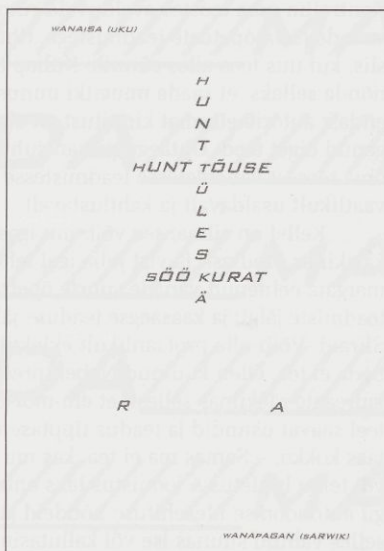 WANAISA (UKU)
H
U
N
T
HUNT TÕUSE
Ü
L
E
S
SÖÖ KURAT
Ä
R A
WANAPAGAN (SARWIK)